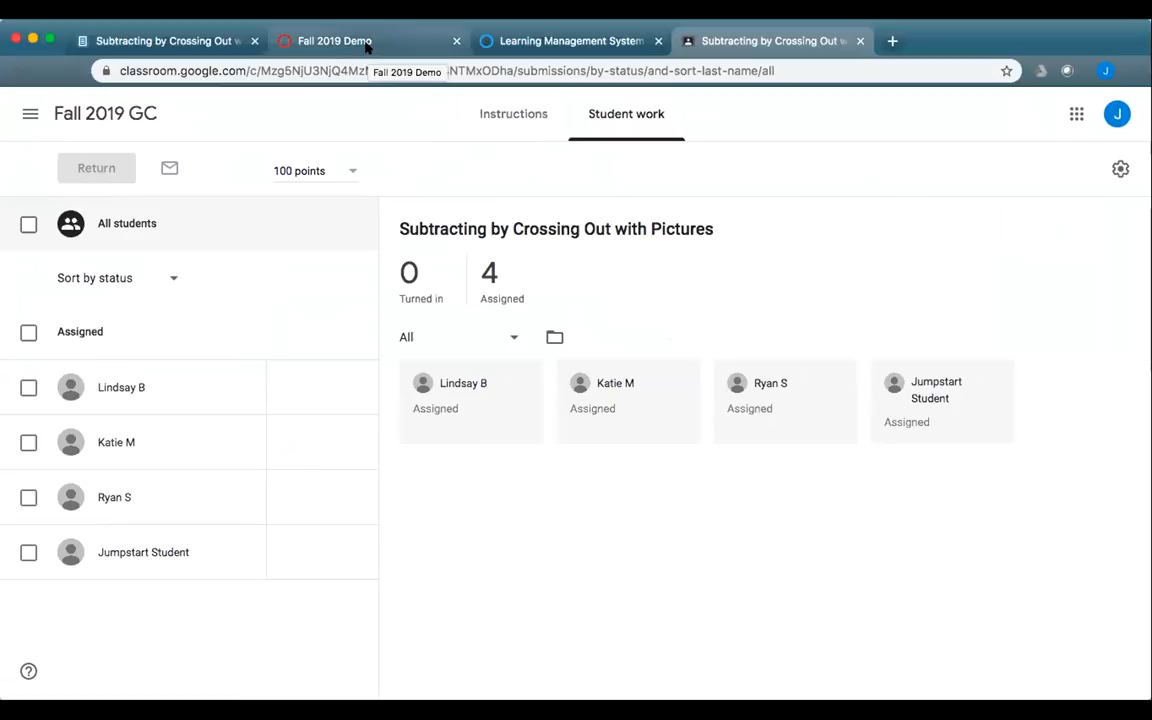 Subtracting by Crossing Out w
Fall 2019 Demo
Learning Management System
Subtracting by Crossing Out w
classroom.google.com/c/Mzg5NjU3NjQ4Mz
NTMxODha/submissions/by-status/and-sort-last-name/all
Fall 2019 Demo
J
Fall 2019 GC
Instructions
Student work
J
Return
100 points
All students
Sort by status
Assigned
Lindsay B
Katie M
Ryan S
Jumpstart Student
Subtracting by Crossing Out with Pictures
0
4
Turned in
Assigned
All
Lindsay B
Assigned
Katie M
Assigned
Ryan S
Assigned
Jumpstart
Student
Assigned